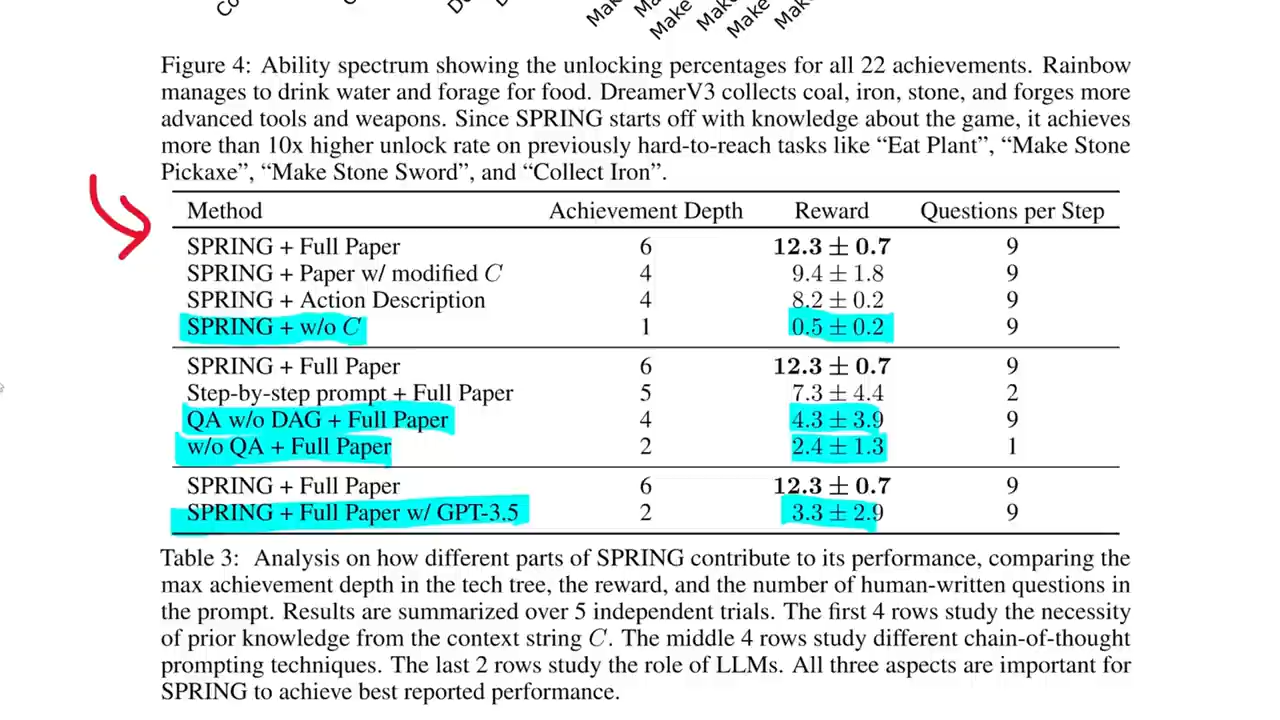 Make
Make
Make
Make
Make
Make
Figure 4: Ability spectrum showing the unlocking percentages for all 22 achievements. Rainbow
manages to drink water and forage for food. DreamerV3 collects coal, iron, stone, and forges more
advanced tools and weapons. Since SPRING starts off with knowledge about the game, it achieves
more than 10x higher unlock rate on previously hard-to-reach tasks like “Eat Plant”, “Make Stone
Pickaxe”, “Make Stone Sword”, and “Collect Iron”.
Method Achievement Depth Reward Questions per Step
SPRING + Full Paper 6 12.3 ± 0.7 9
SPRING + Paper w/ modified C 4 9.4 ± 1.8 9
SPRING + Action Description 4 8.2 ± 0.2 9
SPRING + w/o C 1 0.5 ± 0.2 9
SPRING + Full Paper 6 12.3 ± 0.7 9
Step-by-step prompt + Full Paper 5 7.3 ± 4.4 2
QA w/o DAG + Full Paper 4 4.3 ± 3.9 9
w/o QA + Full Paper 2 2.4 ± 1.3 1
SPRING + Full Paper 6 12.3 ± 0.7 9
SPRING + Full Paper w/ GPT-3.5 2 3.3 ± 2.9 9
Table 3: Analysis on how different parts of SPRING contribute to its performance, comparing the
max achievement depth in the tech tree, the reward, and the number of human-written questions in
the prompt. Results are summarized over 5 independent trials. The first 4 rows study the necessity
of prior knowledge from the context string C. The middle 4 rows study different chain-of-thought
prompting techniques. The last 2 rows study the role of LLMs. All three aspects are important for
SPRING to achieve best reported performance.